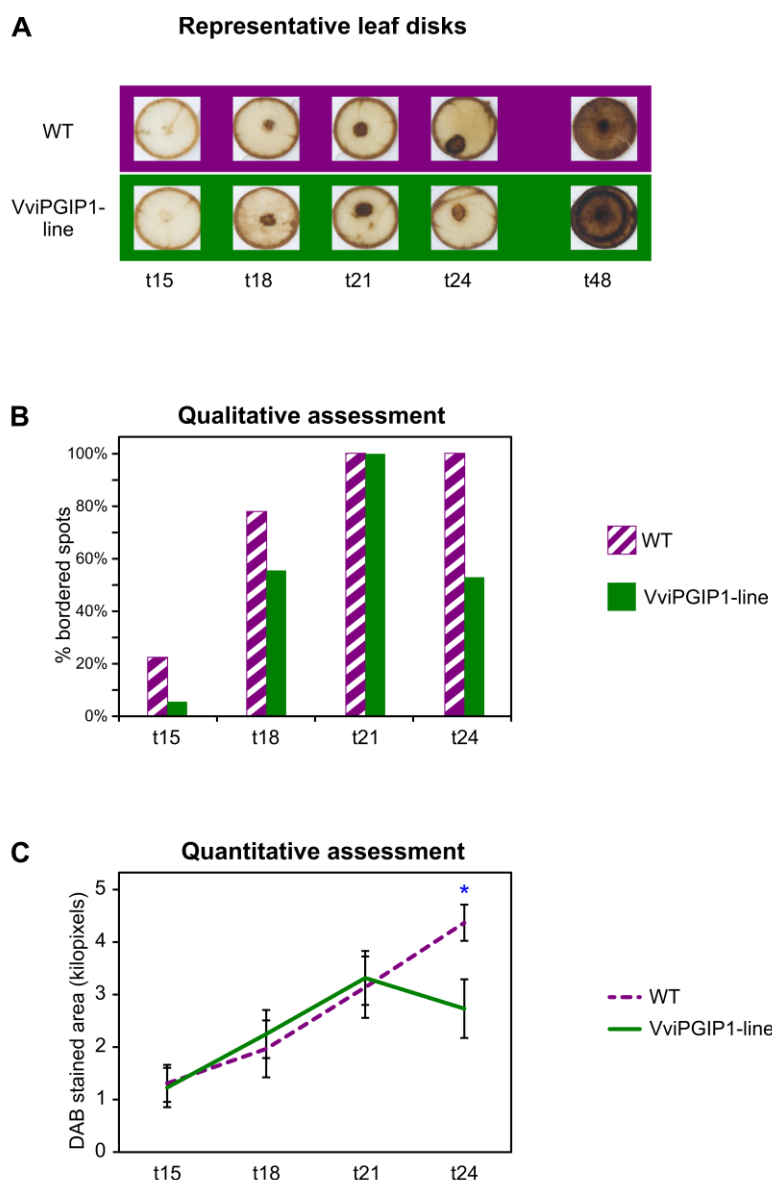 A
Representative leaf disks
WT
VviPGIP1-
line
t15 t18 t21 t24 t48
B
Qualitative assessment
% bordered spots
100%
80%
60%
40%
20%
0%
t15 t18 t21 t24
WT
VviPGIP1-line
C
Quantitative assessment
DAB stained area (kilopixels)
5
*
4
3
2
1
0
t15 t18 t21 t24
WT
VviPGIP1-line